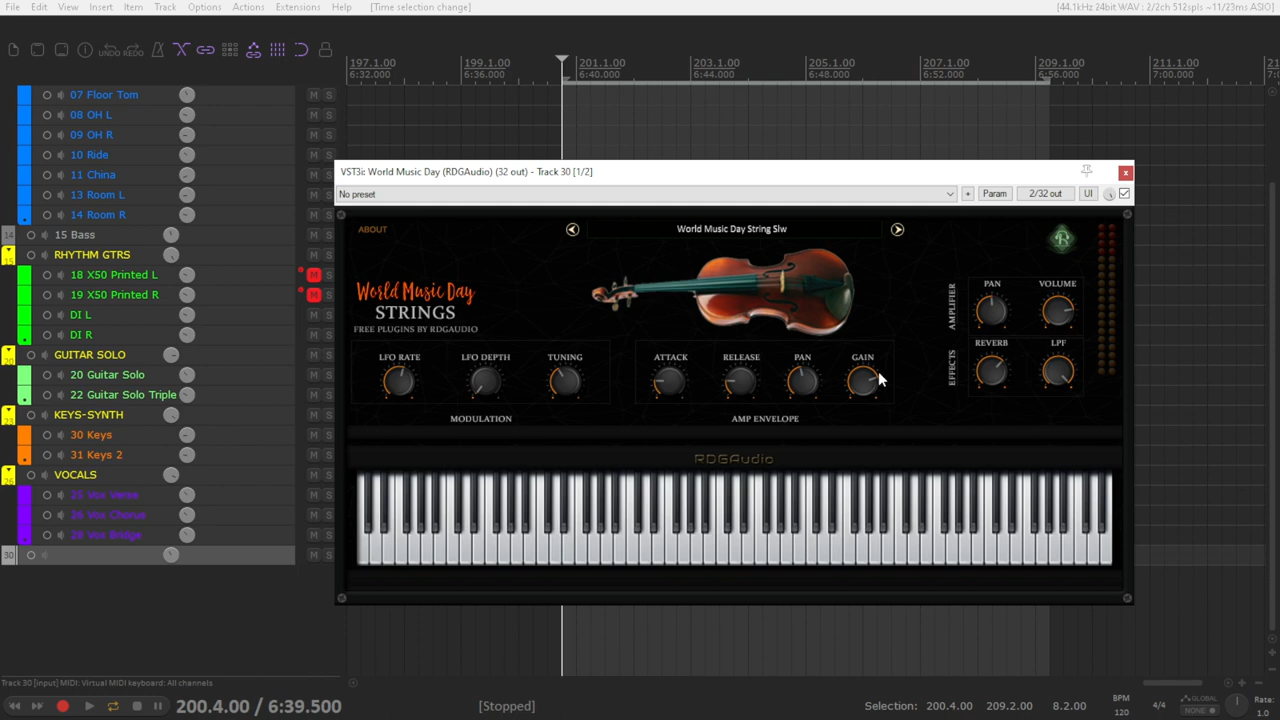 File Edit View Insert Item Track Options Actions Extensions Help [Time selection change] [44.1kHz 24bit WAV : 2/2ch 512spls ~11/23ms ASIO]
UNDO REDO
197.1.00 199.1.00 201.1.00 203.1.00 205.1.00 207.1.00 209.1.00 211.1.00
6:32.000 6:36.000 6:40.000 6:44.000 6:48.000 6:52.000 6:56.000 7:00.000
07 Floor Tom M S
08 OH L M S
09 OH R M S
10 Ride M S
11 China M S
13 Room L M S
14 Room R M S
14 15 Bass M S
15 RHYTHM GTRS M S
18 X50 Printed L M S
19 X50 Printed R M S
DI L M S
DI R M S
20 GUITAR SOLO M S
20 Guitar Solo M S
22 Guitar Solo Triple M S
23 KEYS-SYNTH M S
30 Keys M S
31 Keys 2 M S
26 VOCALS M S
25 Vox Verse M S
26 Vox Chorus M S
28 Vox Bridge M S
30 M S
VST3i: World Music Day (RDGAudio) (32 out) - Track 30 [1/2] x
No preset + Param 2/32 out UI
ABOUT World Music Day String Slw R
World Music Day
STRINGS
FREE PLUGINS BY RDGAUDIO
AMPLIFIER PAN VOLUME
EFFECTS REVERB LPF
LFO RATE LFO DEPTH TUNING ATTACK RELEASE PAN GAIN
MODULATION AMP ENVELOPE
RDGAudio
Track 30 [input] MIDI: Virtual MIDI keyboard: All channels
200.4.00 / 6:39.500 [Stopped] Selection: 200.4.00 209.2.00 8.2.00 BPM 120 4/4 GLOBAL NONE Rate: 1.0